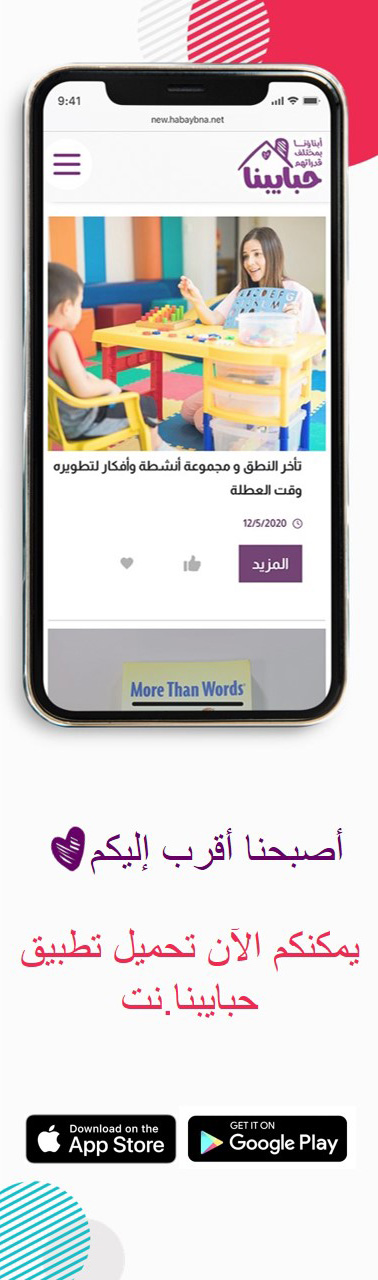 9:41
new.habaybna.net
أبناؤنا
بمختلف
قدراتهم
حبايبنا
تأخر النطق و مجموعة أنشطة وأفكار لتطويره
وقت العطلة
12/5/2020
المزيد
More Than Words
أصبحنا أقرب إليكم
يمكنكم الآن تحميل تطبيق
حبايبنا.نت
Download on the
App Store
GET IT ON
Google Play